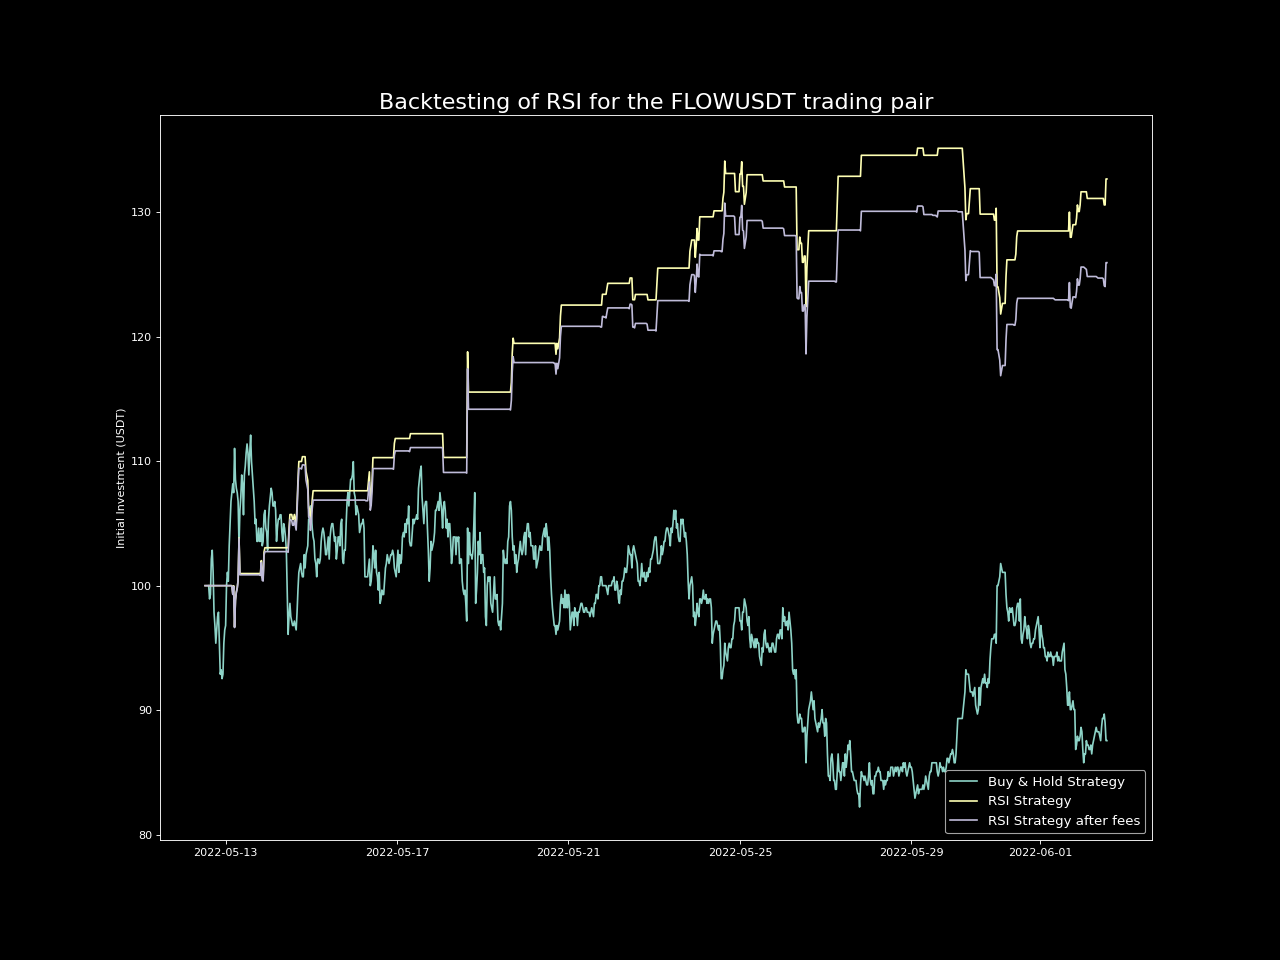 Backtesting of RSI for the FLOWUSDT trading pair
Initial Investment (USDT)
130
120
110
100
90
80
2022-05-13
2022-05-17
2022-05-21
2022-05-25
2022-05-29
2022-06-01
Buy & Hold Strategy
RSI Strategy
RSI Strategy after fees